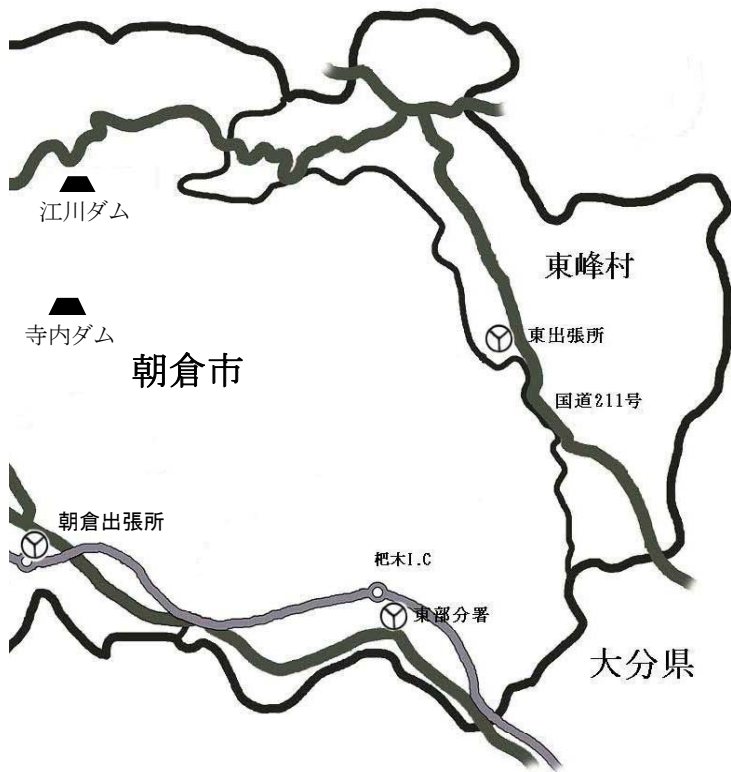 江川ダム
東峰村
寺内ダム
東出張所
朝倉市
国道211号
朝倉出張所
杷木I.C
東部分署
大分県